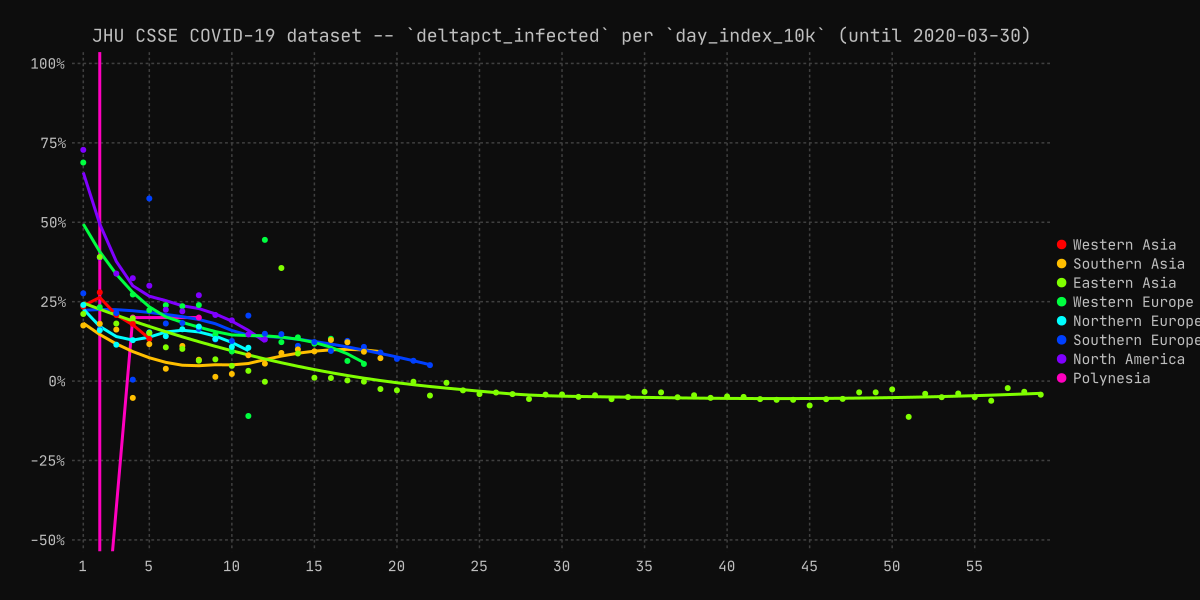 JHU CSSE COVID-19 dataset -- `deltapct_infected` per `day_index_10k` (until 2020-03-30)
100%
75%
50%
25%
0%
-25%
-50%
1 5 10 15 20 25 30 35 40 45 50 55
Western Asia
Southern Asia
Eastern Asia
Western Europe
Northern Europe
Southern Europe
North America
Polynesia